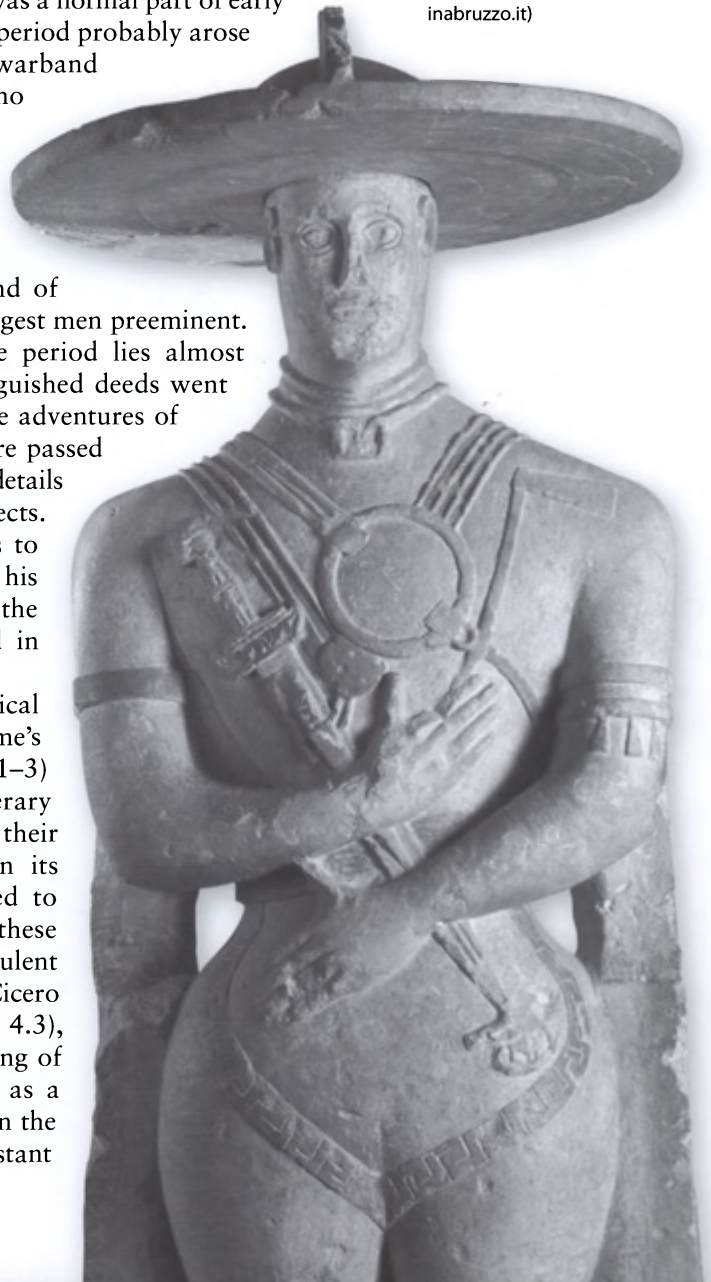 was a normal part of early
period probably arose
warband
inabruzzo.it)
nd of
gest men preeminent.
period lies almost
guished deeds went
e adventures of
re passed
details
ects.
s to
his
the
in
ical
me's
1–3)
erary
their
n its
ed to
these
ulent
Cicero
4.3),
ng of
as a
n the
stant